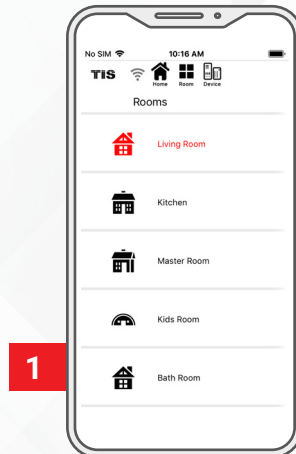 No SIM 10:16 AM
TIS Home Room Device
Rooms
Living Room
Kitchen
Master Room
Kids Room
1
Bath Room